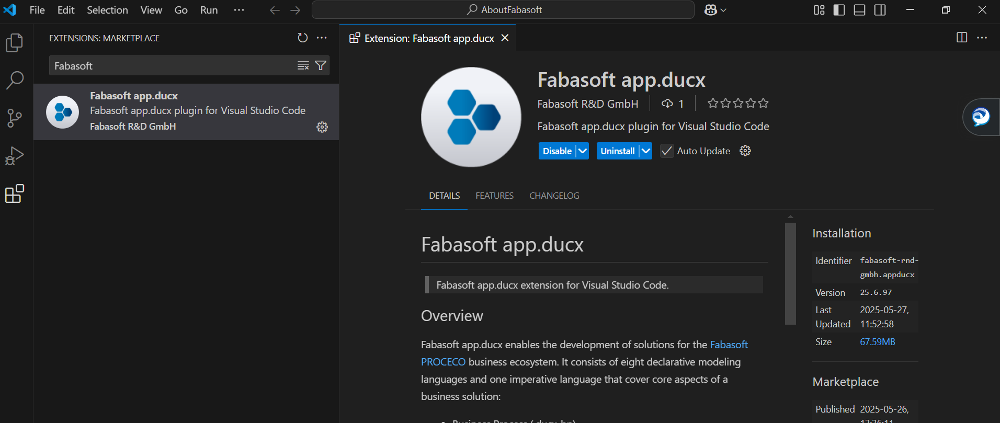 File Edit Selection View Go Run ··· AboutFabasoft
EXTENSIONS: MARKETPLACE
Fabasoft
Fabasoft app.ducx
Fabasoft app.ducx plugin for Visual Studio Code
Fabasoft R&D GmbH
Extension: Fabasoft app.ducx
Fabasoft app.ducx
Fabasoft R&D GmbH 1
Fabasoft app.ducx plugin for Visual Studio Code
Disable Uninstall Auto Update
DETAILS FEATURES CHANGELOG
Fabasoft app.ducx
Fabasoft app.ducx extension for Visual Studio Code.
Overview
Fabasoft app.ducx enables the development of solutions for the Fabasoft
PROCECO business ecosystem. It consists of eight declarative modeling
languages and one imperative language that cover core aspects of a
business solution:
• Business Process (.ducx-bp)
Installation
Identifier fabasoft-rnd-
gmbh.appducx
Version 25.6.97
Last 2025-05-27,
Updated 11:52:58
Size 67.59MB
Marketplace
Published 2025-05-26,